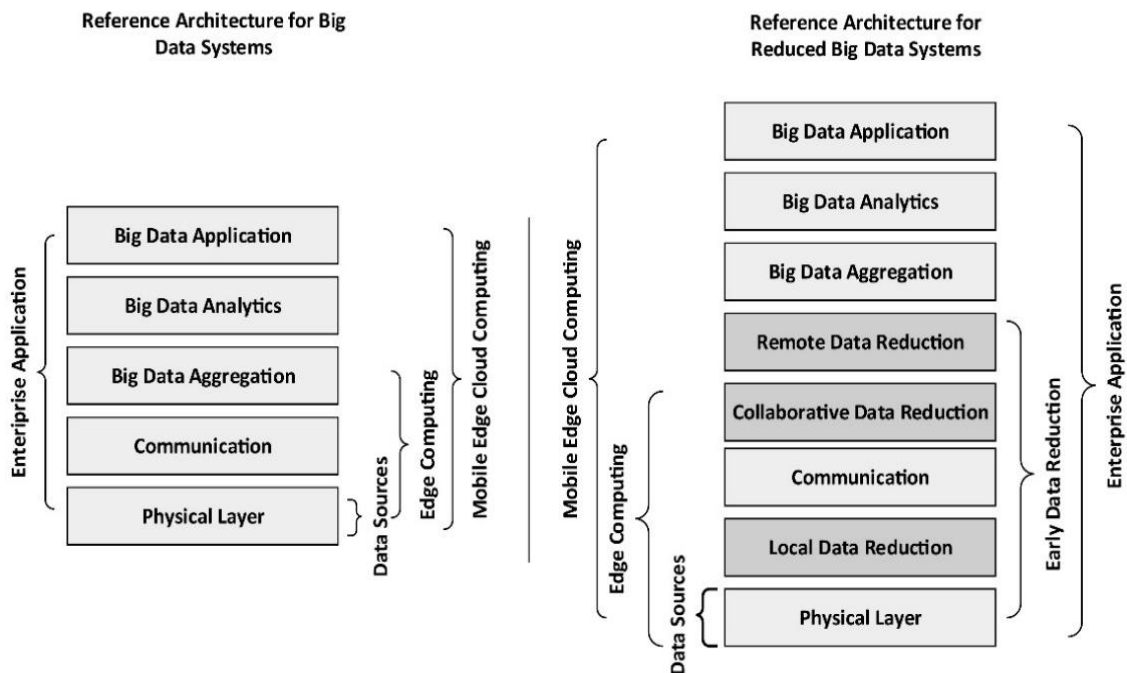 Reference Architecture for Big
Data Systems
Enteriprise Application
Big Data Application
Big Data Analytics
Big Data Aggregation
Communication
Physical Layer
Data Sources
Edge Computing
Mobile Edge Cloud Computing
Reference Architecture for
Reduced Big Data Systems
Mobile Edge Cloud Computing
Edge Computing
Data Sources
Big Data Application
Big Data Analytics
Big Data Aggregation
Remote Data Reduction
Collaborative Data Reduction
Communication
Local Data Reduction
Physical Layer
Early Data Reduction
Enterprise Application